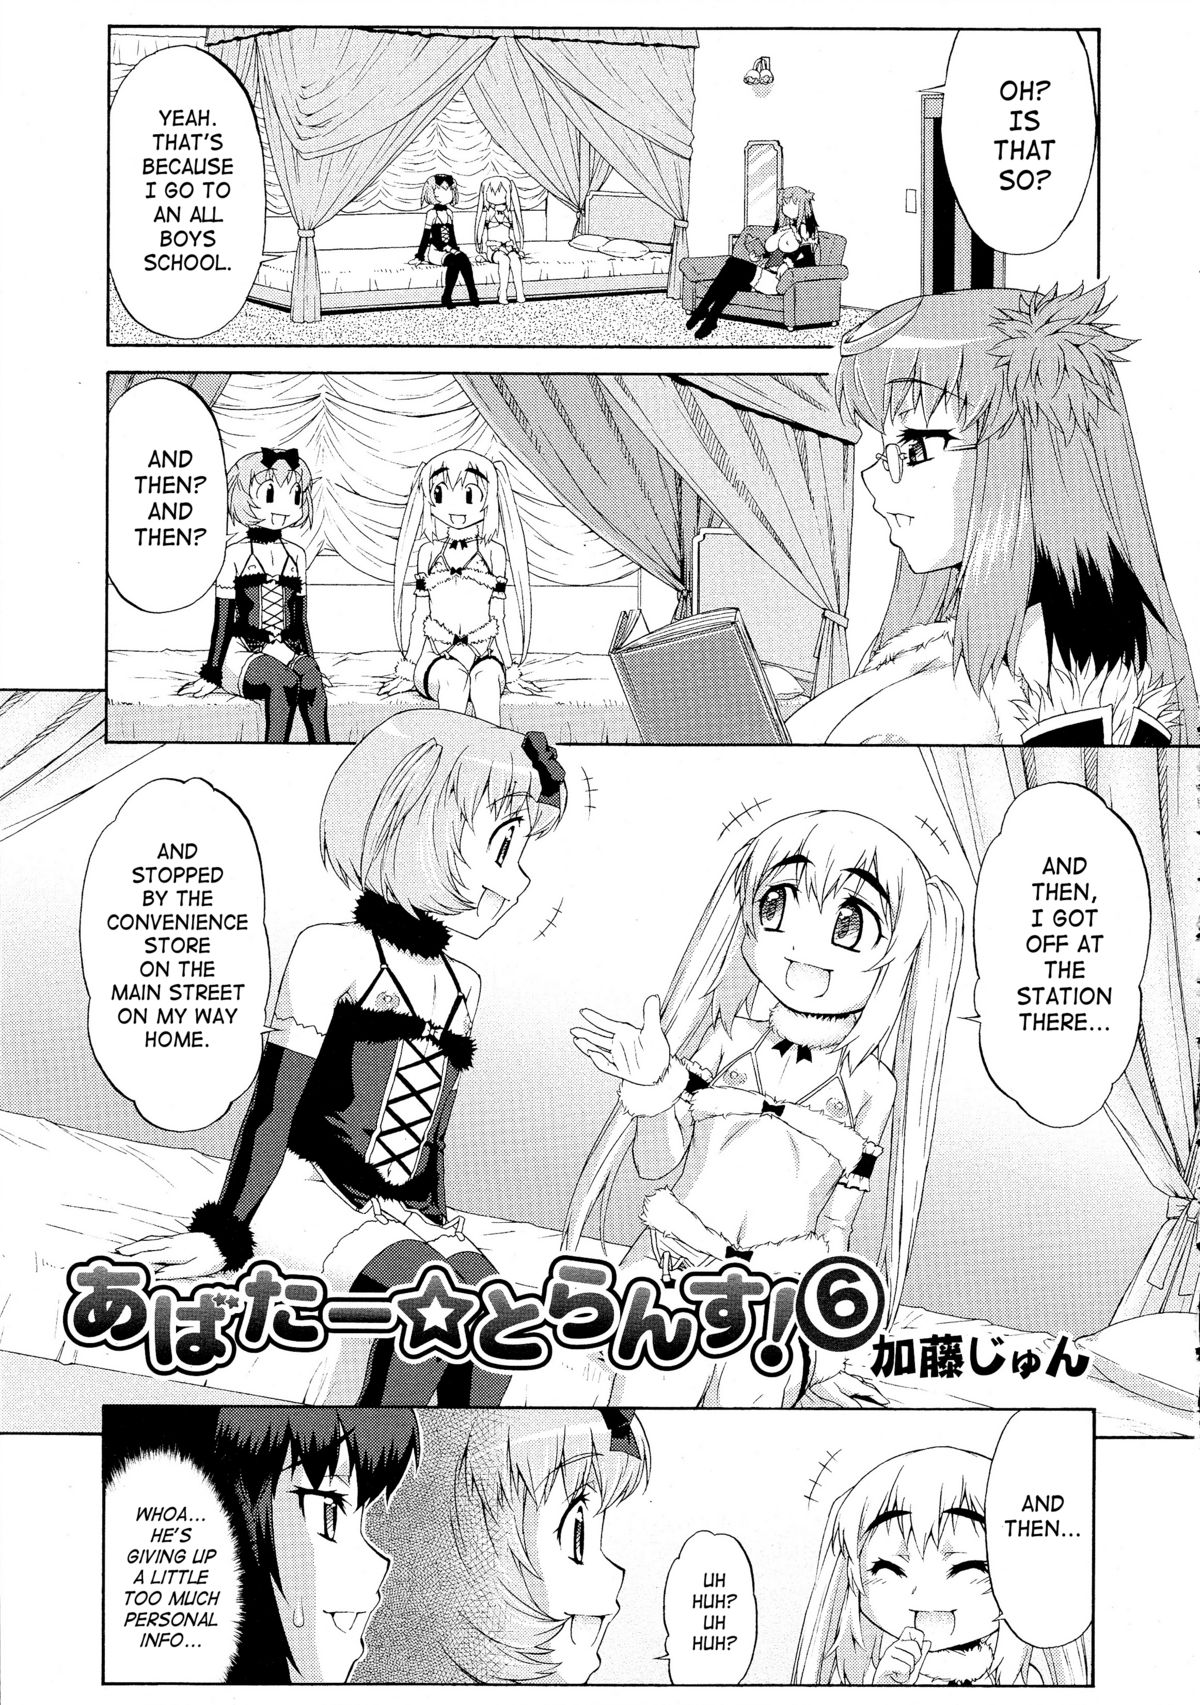 OH?
IS
THAT
SO?
YEAH.
THAT'S
BECAUSE
I GO TO
AN ALL
BOYS
SCHOOL.
AND
THEN?
AND
THEN?
AND
THEN,
I GOT
OFF AT
THE
STATION
THERE...
AND
STOPPED
BY THE
CONVENIENCE
STORE
ON THE
MAIN STREET
ON MY WAY
HOME.
あばたー☆とらんす!⑥
加藤じゅん
AND
THEN...
UH
HUH?
UH
HUH?
WHOA...
HE'S
GIVING UP
A LITTLE
TOO MUCH
PERSONAL
INFO...